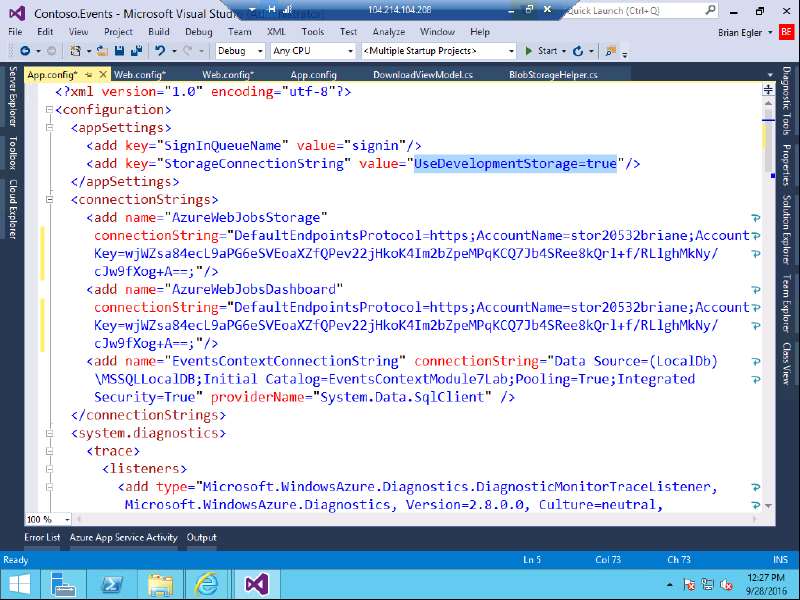 Contoso.Events - Microsoft Visual Stu
104.214.104.208
Quick Launch (Ctrl+Q)
File Edit View Project Build Debug Team XML Tools Test Analyze Window Help
Brian Egler BE
Debug Any CPU <Multiple Startup Projects> Start
App.config* Web.config* Web.config* App.config DownloadViewModel.cs BlobStorageHelper.cs
<?xml version="1.0" encoding="utf-8"?>
<configuration>
<appSettings>
<add key="SignInQueueName" value="signin"/>
<add key="StorageConnectionString" value="UseDevelopmentStorage=true"/>
</appSettings>
<connectionStrings>
<add name="AzureWebJobsStorage"
connectionString="DefaultEndpointsProtocol=https;AccountName=stor20532briane;Account
Key=wjWZsa84ecL9aPG6eSVEoaXZfQPev22jHkoK4Im2bZpeMPqKCQ7Jb4SRee8kQrl+f/RLlghMkNy/
cJw9fXog+A==;"/>
<add name="AzureWebJobsDashboard"
connectionString="DefaultEndpointsProtocol=https;AccountName=stor20532briane;Account
Key=wjWZsa84ecL9aPG6eSVEoaXZfQPev22jHkoK4Im2bZpeMPqKCQ7Jb4SRee8kQrl+f/RLlghMkNy/
cJw9fXog+A==;"/>
<add name="EventsContextConnectionString" connectionString="Data Source=(LocalDb)
\MSSQLLocalDB;Initial Catalog=EventsContextModule7Lab;Pooling=True;Integrated
Security=True" providerName="System.Data.SqlClient" />
</connectionStrings>
<system.diagnostics>
<trace>
<listeners>
<add type="Microsoft.WindowsAzure.Diagnostics.DiagnosticMonitorTraceListener,
Microsoft.WindowsAzure.Diagnostics, Version=2.8.0.0, Culture=neutral,
Server Explorer
Toolbox
Cloud Explorer
Diagnostic Tools
Properties
Solution Explorer
Team Explorer
Class View
100 %
Error List Azure App Service Activity Output
Ready Ln 5 Col 73 Ch 73 INS
12:27 PM
9/28/2016